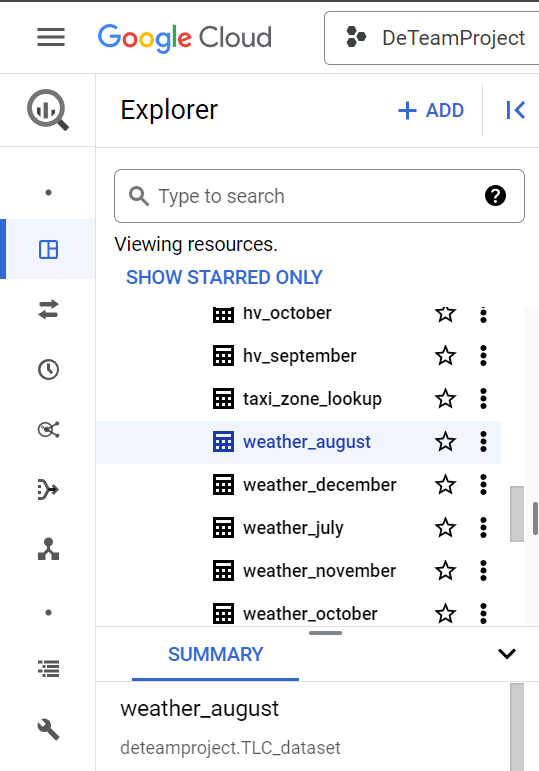 Google Cloud
DeTeamProject
Explorer
+ ADD
Type to search
Viewing resources.
SHOW STARRED ONLY
hv_october
hv_september
taxi_zone_lookup
weather_august
weather_december
weather_july
weather_november
weather_october
SUMMARY
weather_august
deteamproject.TLC_dataset